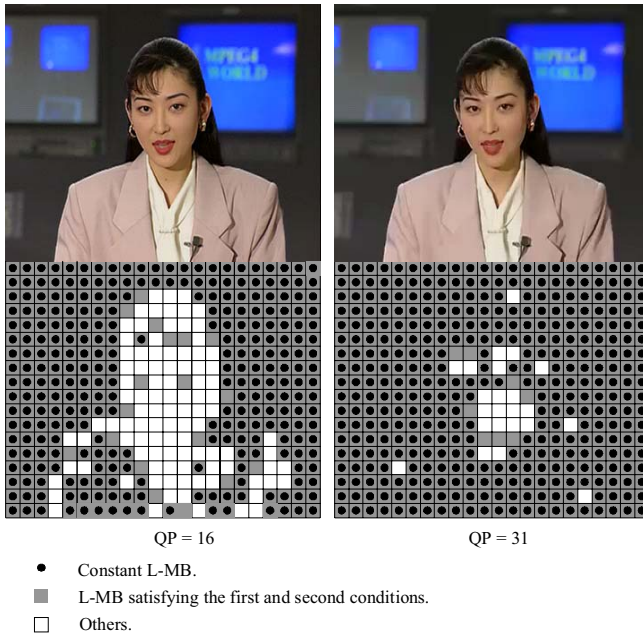 MPEG4
WORLD
MPEG4
WORLD
QP = 16
QP = 31
Constant L-MB.
L-MB satisfying the first and second conditions.
Others.